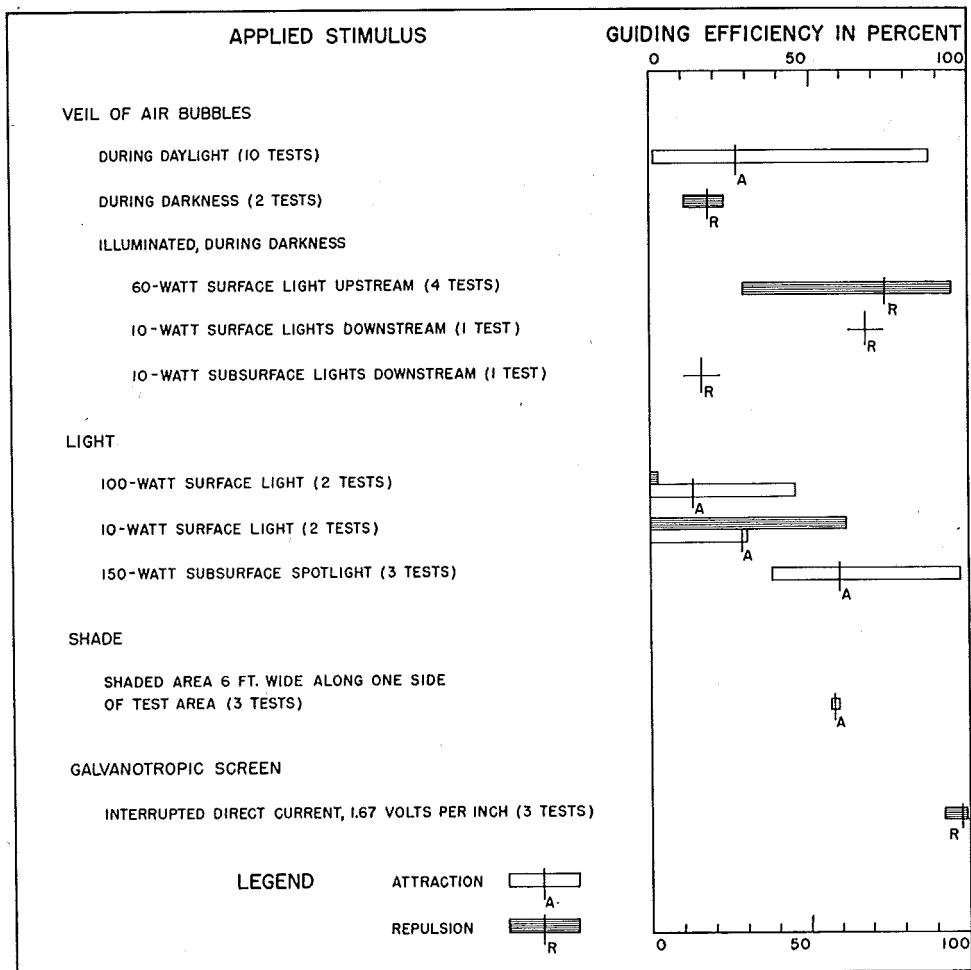 APPLIED STIMULUS
GUIDING EFFICIENCY IN PERCENT
0 50 100
VEIL OF AIR BUBBLES
DURING DAYLIGHT (10 TESTS)
A
DURING DARKNESS (2 TESTS)
R
ILLUMINATED, DURING DARKNESS
60-WATT SURFACE LIGHT UPSTREAM (4 TESTS)
R
10-WATT SURFACE LIGHTS DOWNSTREAM (1 TEST)
R
10-WATT SUBSURFACE LIGHTS DOWNSTREAM (1 TEST)
R
LIGHT
100-WATT SURFACE LIGHT (2 TESTS)
A
10-WATT SURFACE LIGHT (2 TESTS)
A
150-WATT SUBSURFACE SPOTLIGHT (3 TESTS)
A
SHADE
SHADED AREA 6 FT. WIDE ALONG ONE SIDE
OF TEST AREA (3 TESTS)
A
GALVANOTROPIC SCREEN
INTERRUPTED DIRECT CURRENT, 1.67 VOLTS PER INCH (3 TESTS)
R
LEGEND
ATTRACTION
A
REPULSION
R
0 50 100